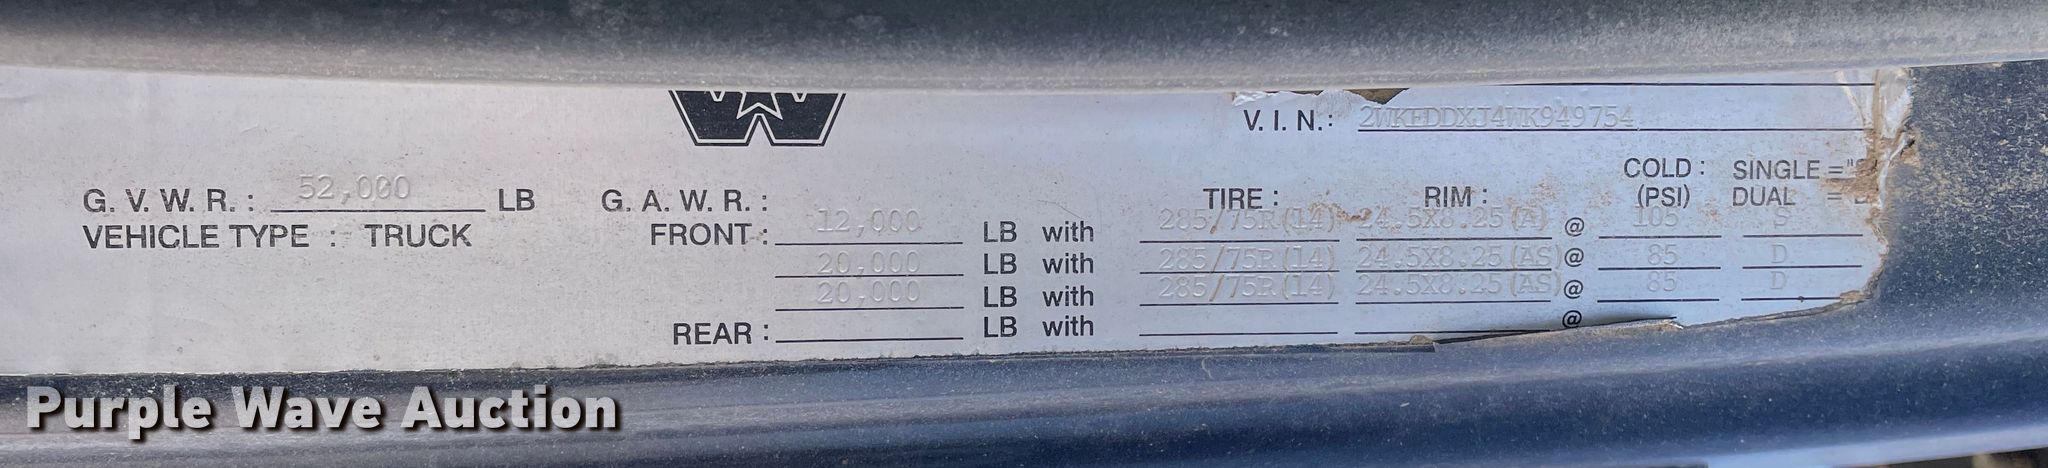 V. I. N. : 2WKEDDXJ4WK949754
COLD : SINGLE = "S
G. V. W. R. : 52,000 LB G. A. W. R. : TIRE : RIM : (PSI) DUAL = "D
VEHICLE TYPE : TRUCK FRONT : 12,000 LB with 285/75R(14) 24.5X8.25(A) @ 105 S
20,000 LB with 285/75R(14) 24.5X8.25(AS) @ 85 D
20,000 LB with 285/75R(14) 24.5X8.25(AS) @ 85 D
REAR : LB with @
Purple Wave Auction